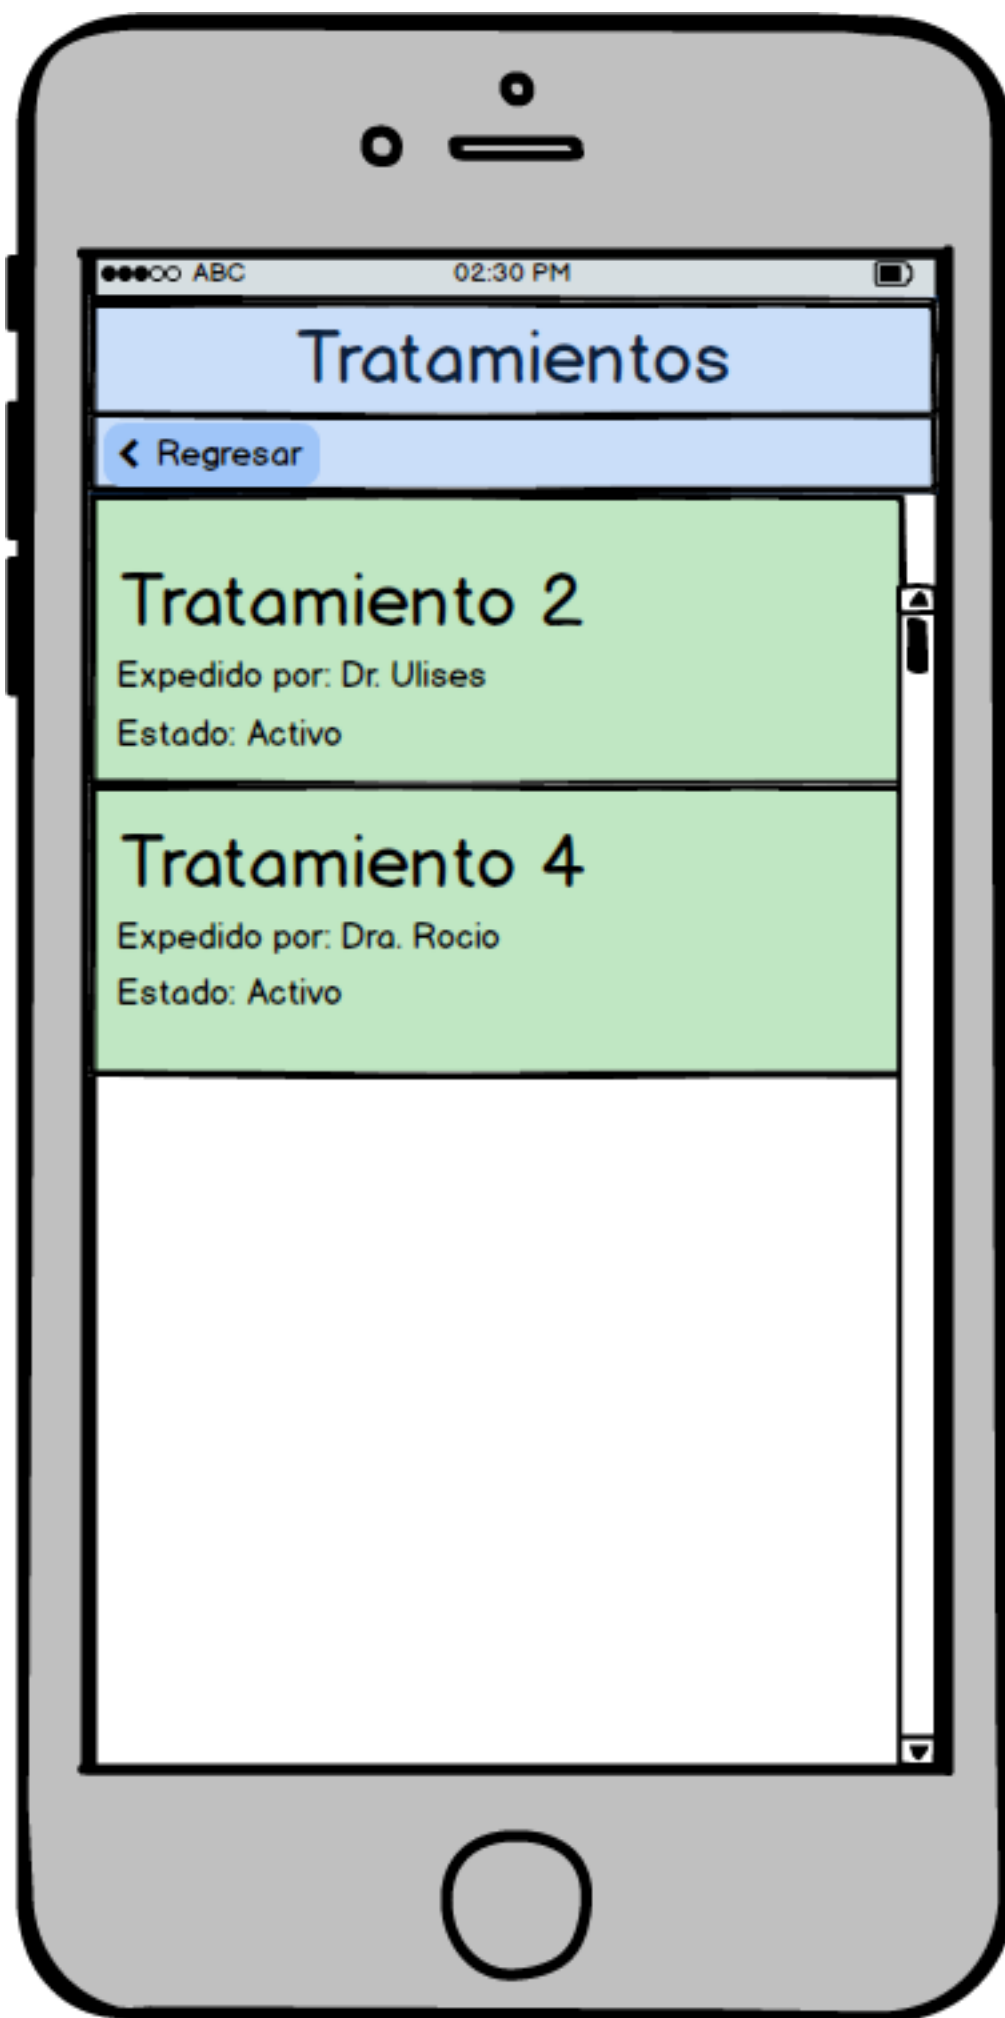 ABC 02:30 PM
Tratamientos
Regresar
Tratamiento 2
Expedido por: Dr. Ulises
Estado: Activo
Tratamiento 4
Expedido por: Dra. Rocio
Estado: Activo